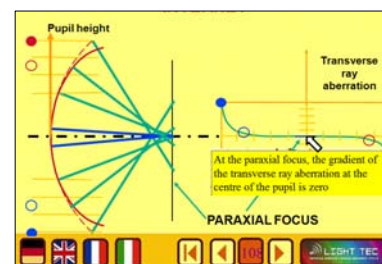 Pupil height
Transverse
ray
aberration
At the paraxial focus, the gradient of
the transverse ray aberration at the
centre of the pupil is zero
PARAXIAL FOCUS
108
LIGHT TEC